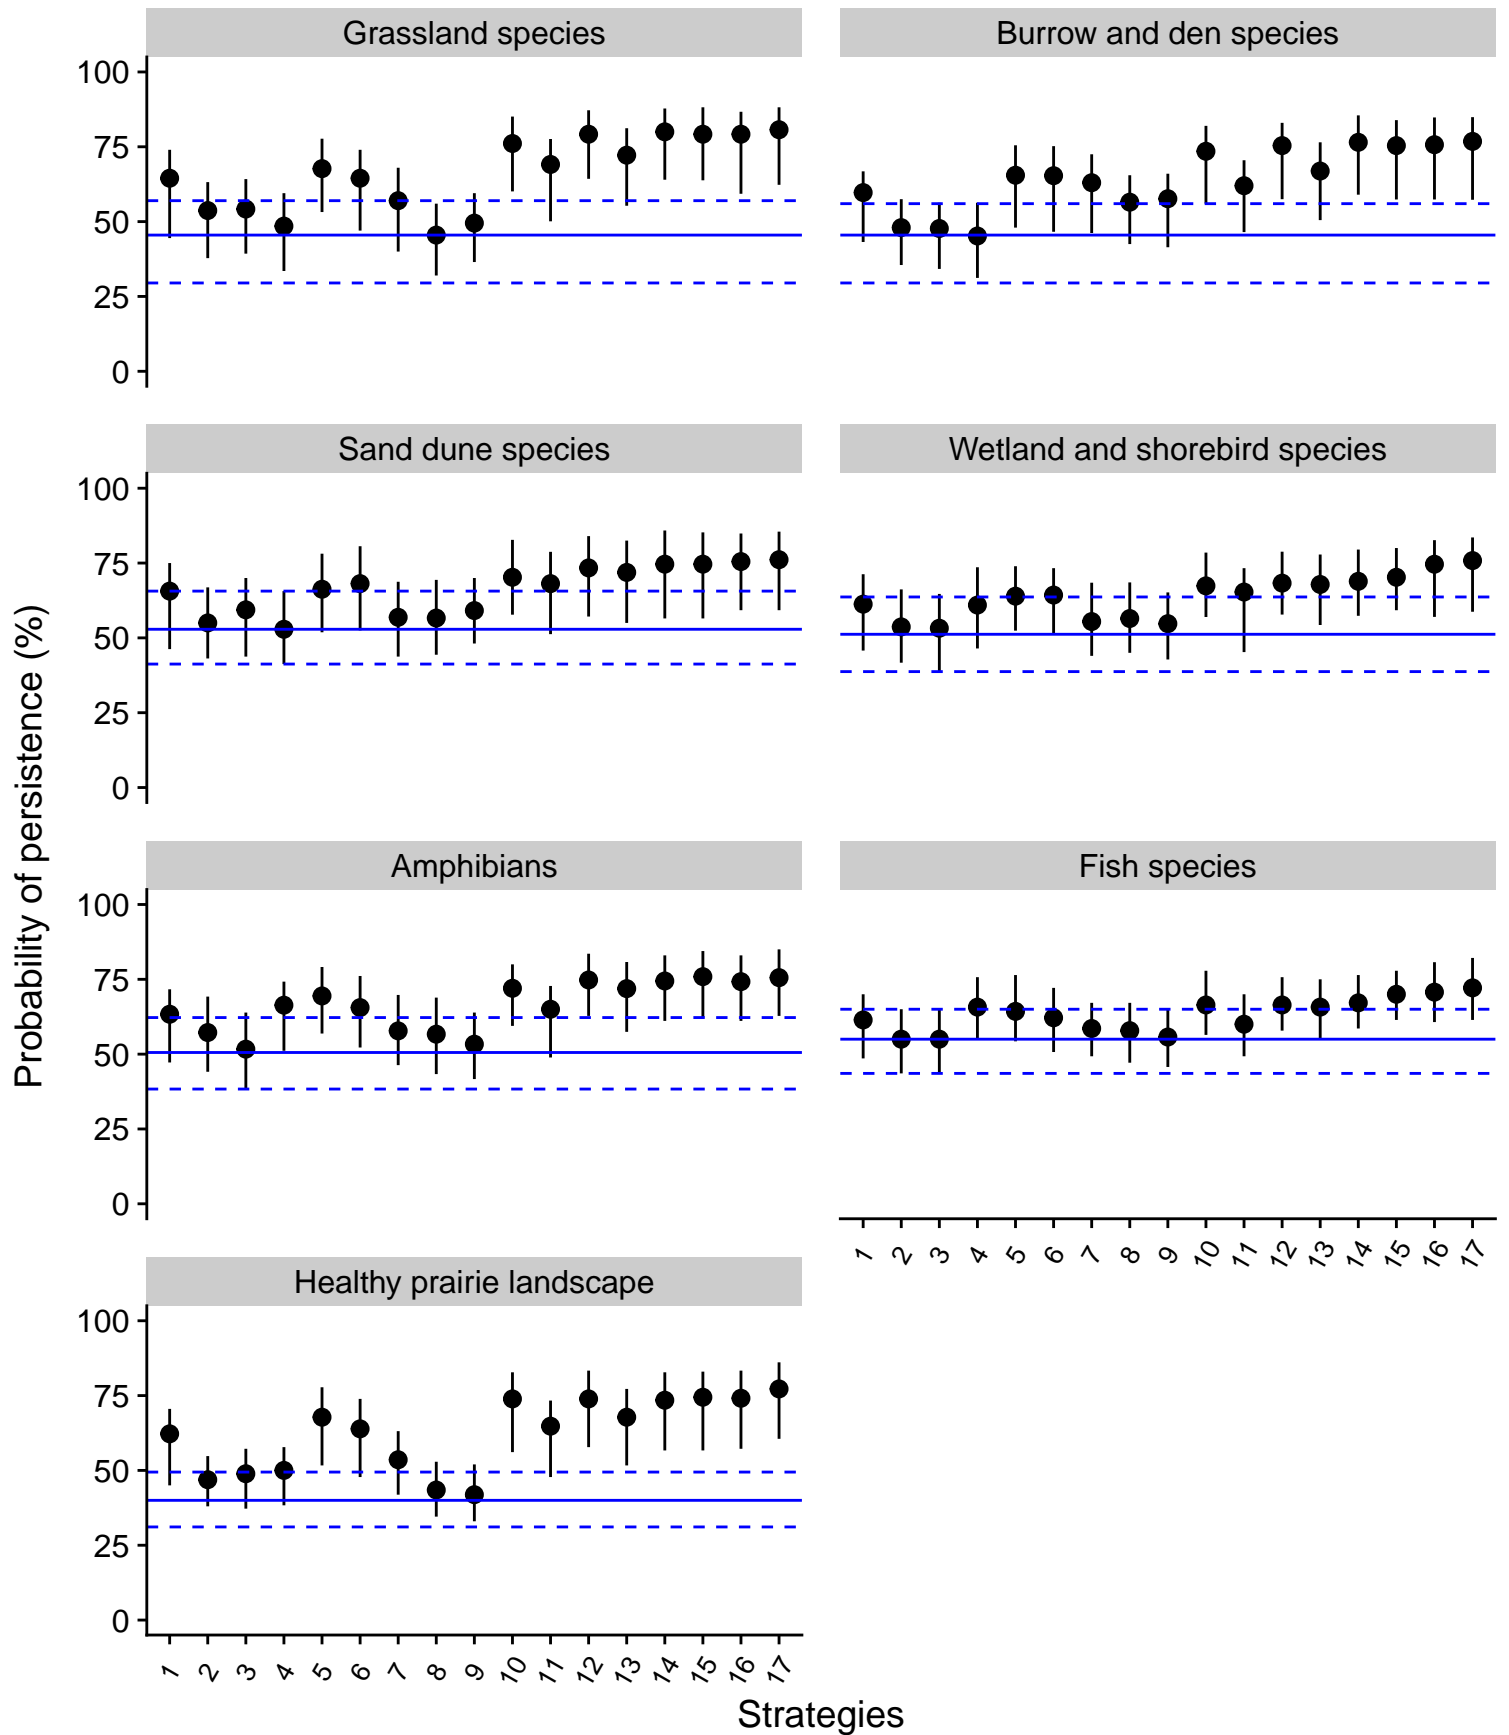 Grassland species
Burrow and den species
100
75
50
25
0
Sand dune species
Wetland and shorebird species
100
75
50
25
0
Probability of persistence (%)
Amphibians
Fish species
100
75
50
25
0
1 2 3 4 5 6 7 8 9 10 11 12 13 14 15 16 17
Healthy prairie landscape
100
75
50
25
0
1 2 3 4 5 6 7 8 9 10 11 12 13 14 15 16 17
Strategies